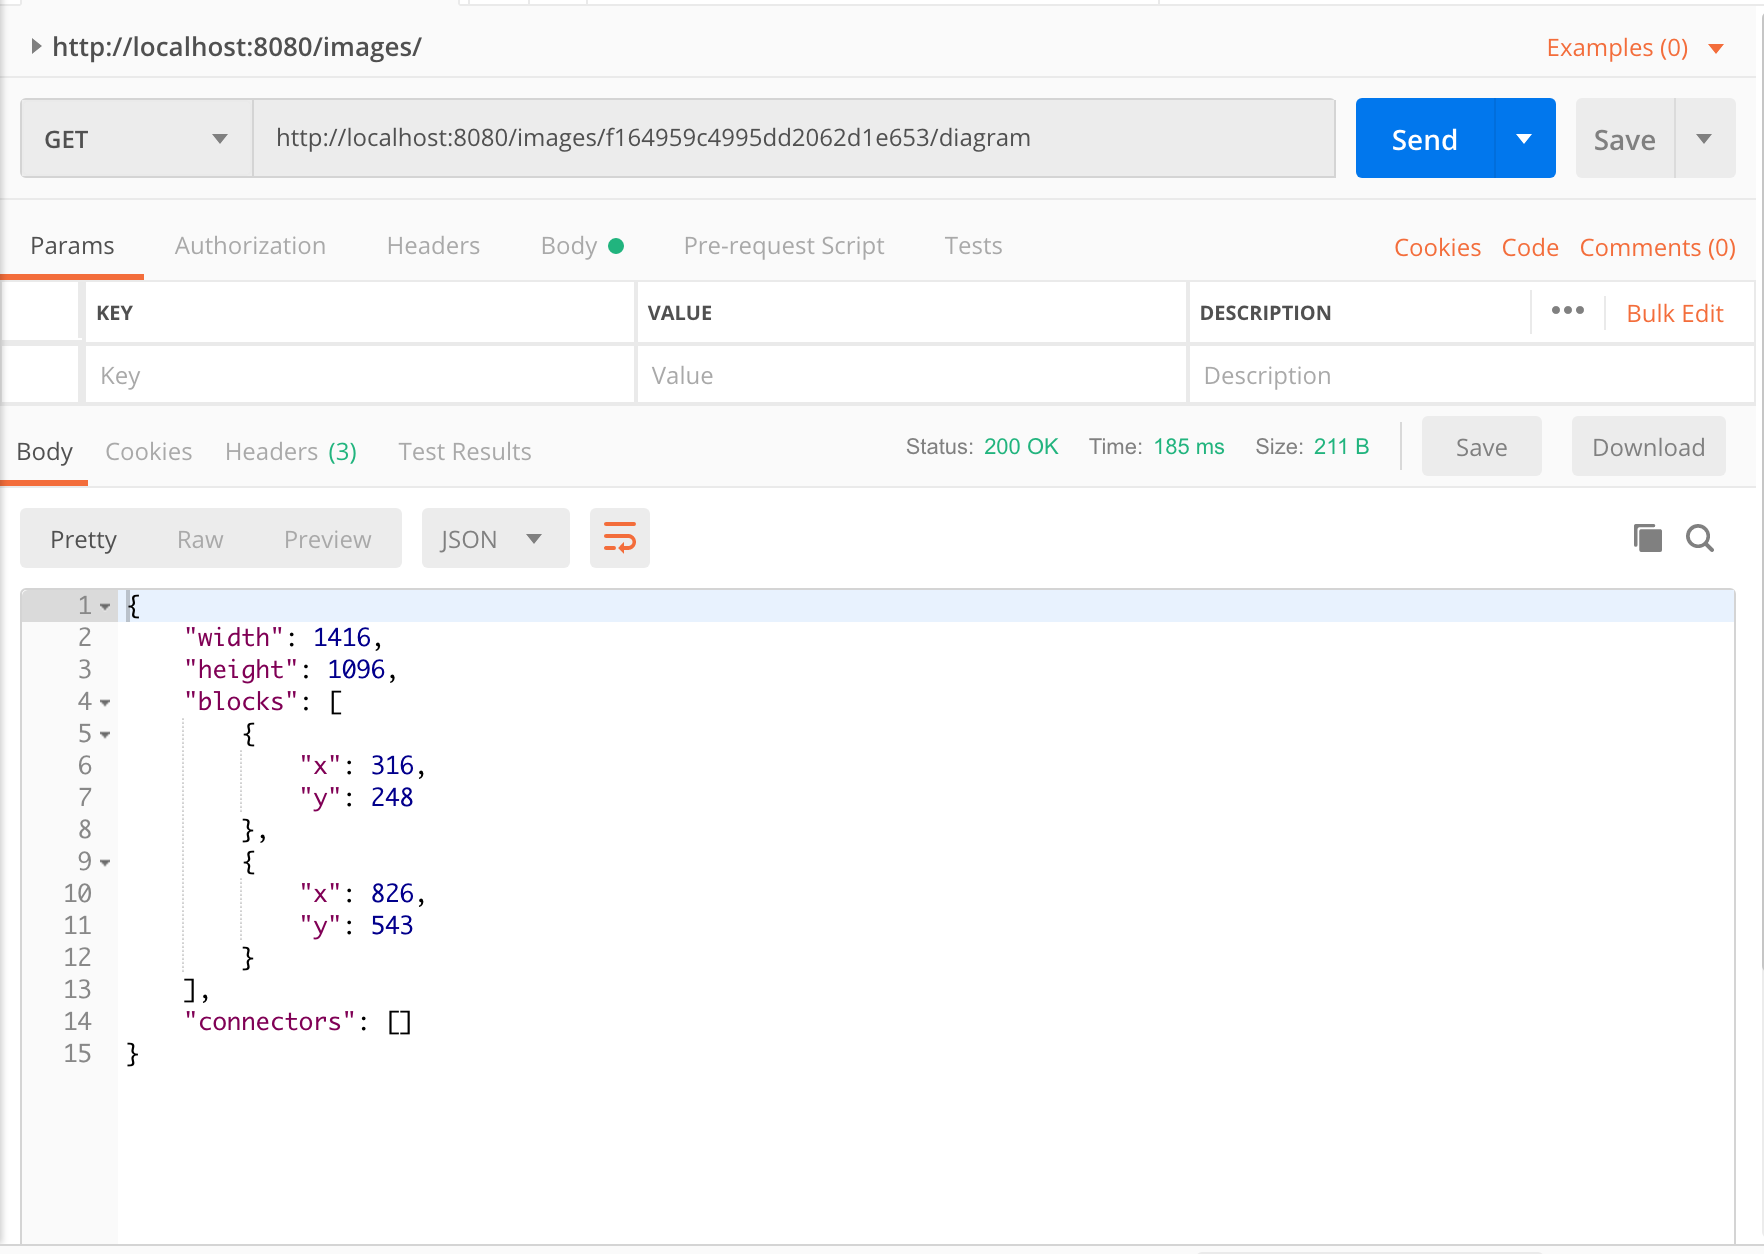 http://localhost:8080/images/ Examples (0)
GET http://localhost:8080/images/f164959c4995dd2062d1e653/diagram Send Save
Params Authorization Headers Body Pre-request Script Tests Cookies Code Comments (0)
KEY VALUE DESCRIPTION ••• Bulk Edit
Key Value Description
Body Cookies Headers (3) Test Results Status: 200 OK Time: 185 ms Size: 211 B Save Download
Pretty Raw Preview JSON
1 {
2 "width": 1416,
3 "height": 1096,
4 "blocks": [
5 {
6 "x": 316,
7 "y": 248
8 },
9 {
10 "x": 826,
11 "y": 543
12 }
13 ],
14 "connectors": []
15 }